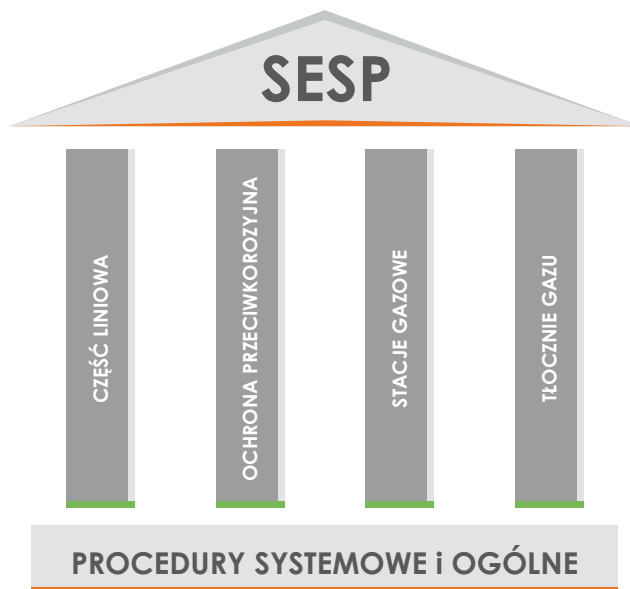 SESP
CZĘŚĆ LINIOWA
OCHRONA PRZECIWKOROZYJNA
STACJE GAZOWE
TŁOCZNIE GAZU
PROCEDURY SYSTEMOWE i OGÓLNE